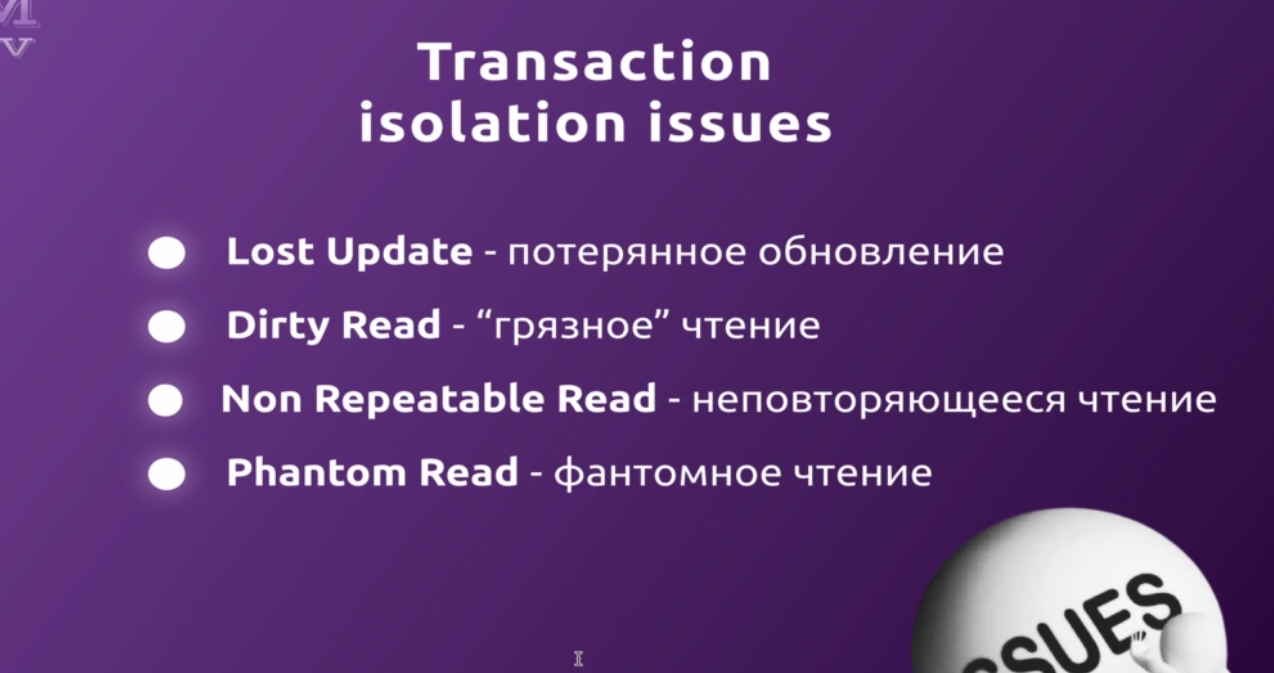 Transaction
isolation issues
Lost Update - потерянное обновление
Dirty Read - “грязное” чтение
Non Repeatable Read - неповторяющееся чтение
Phantom Read - фантомное чтение